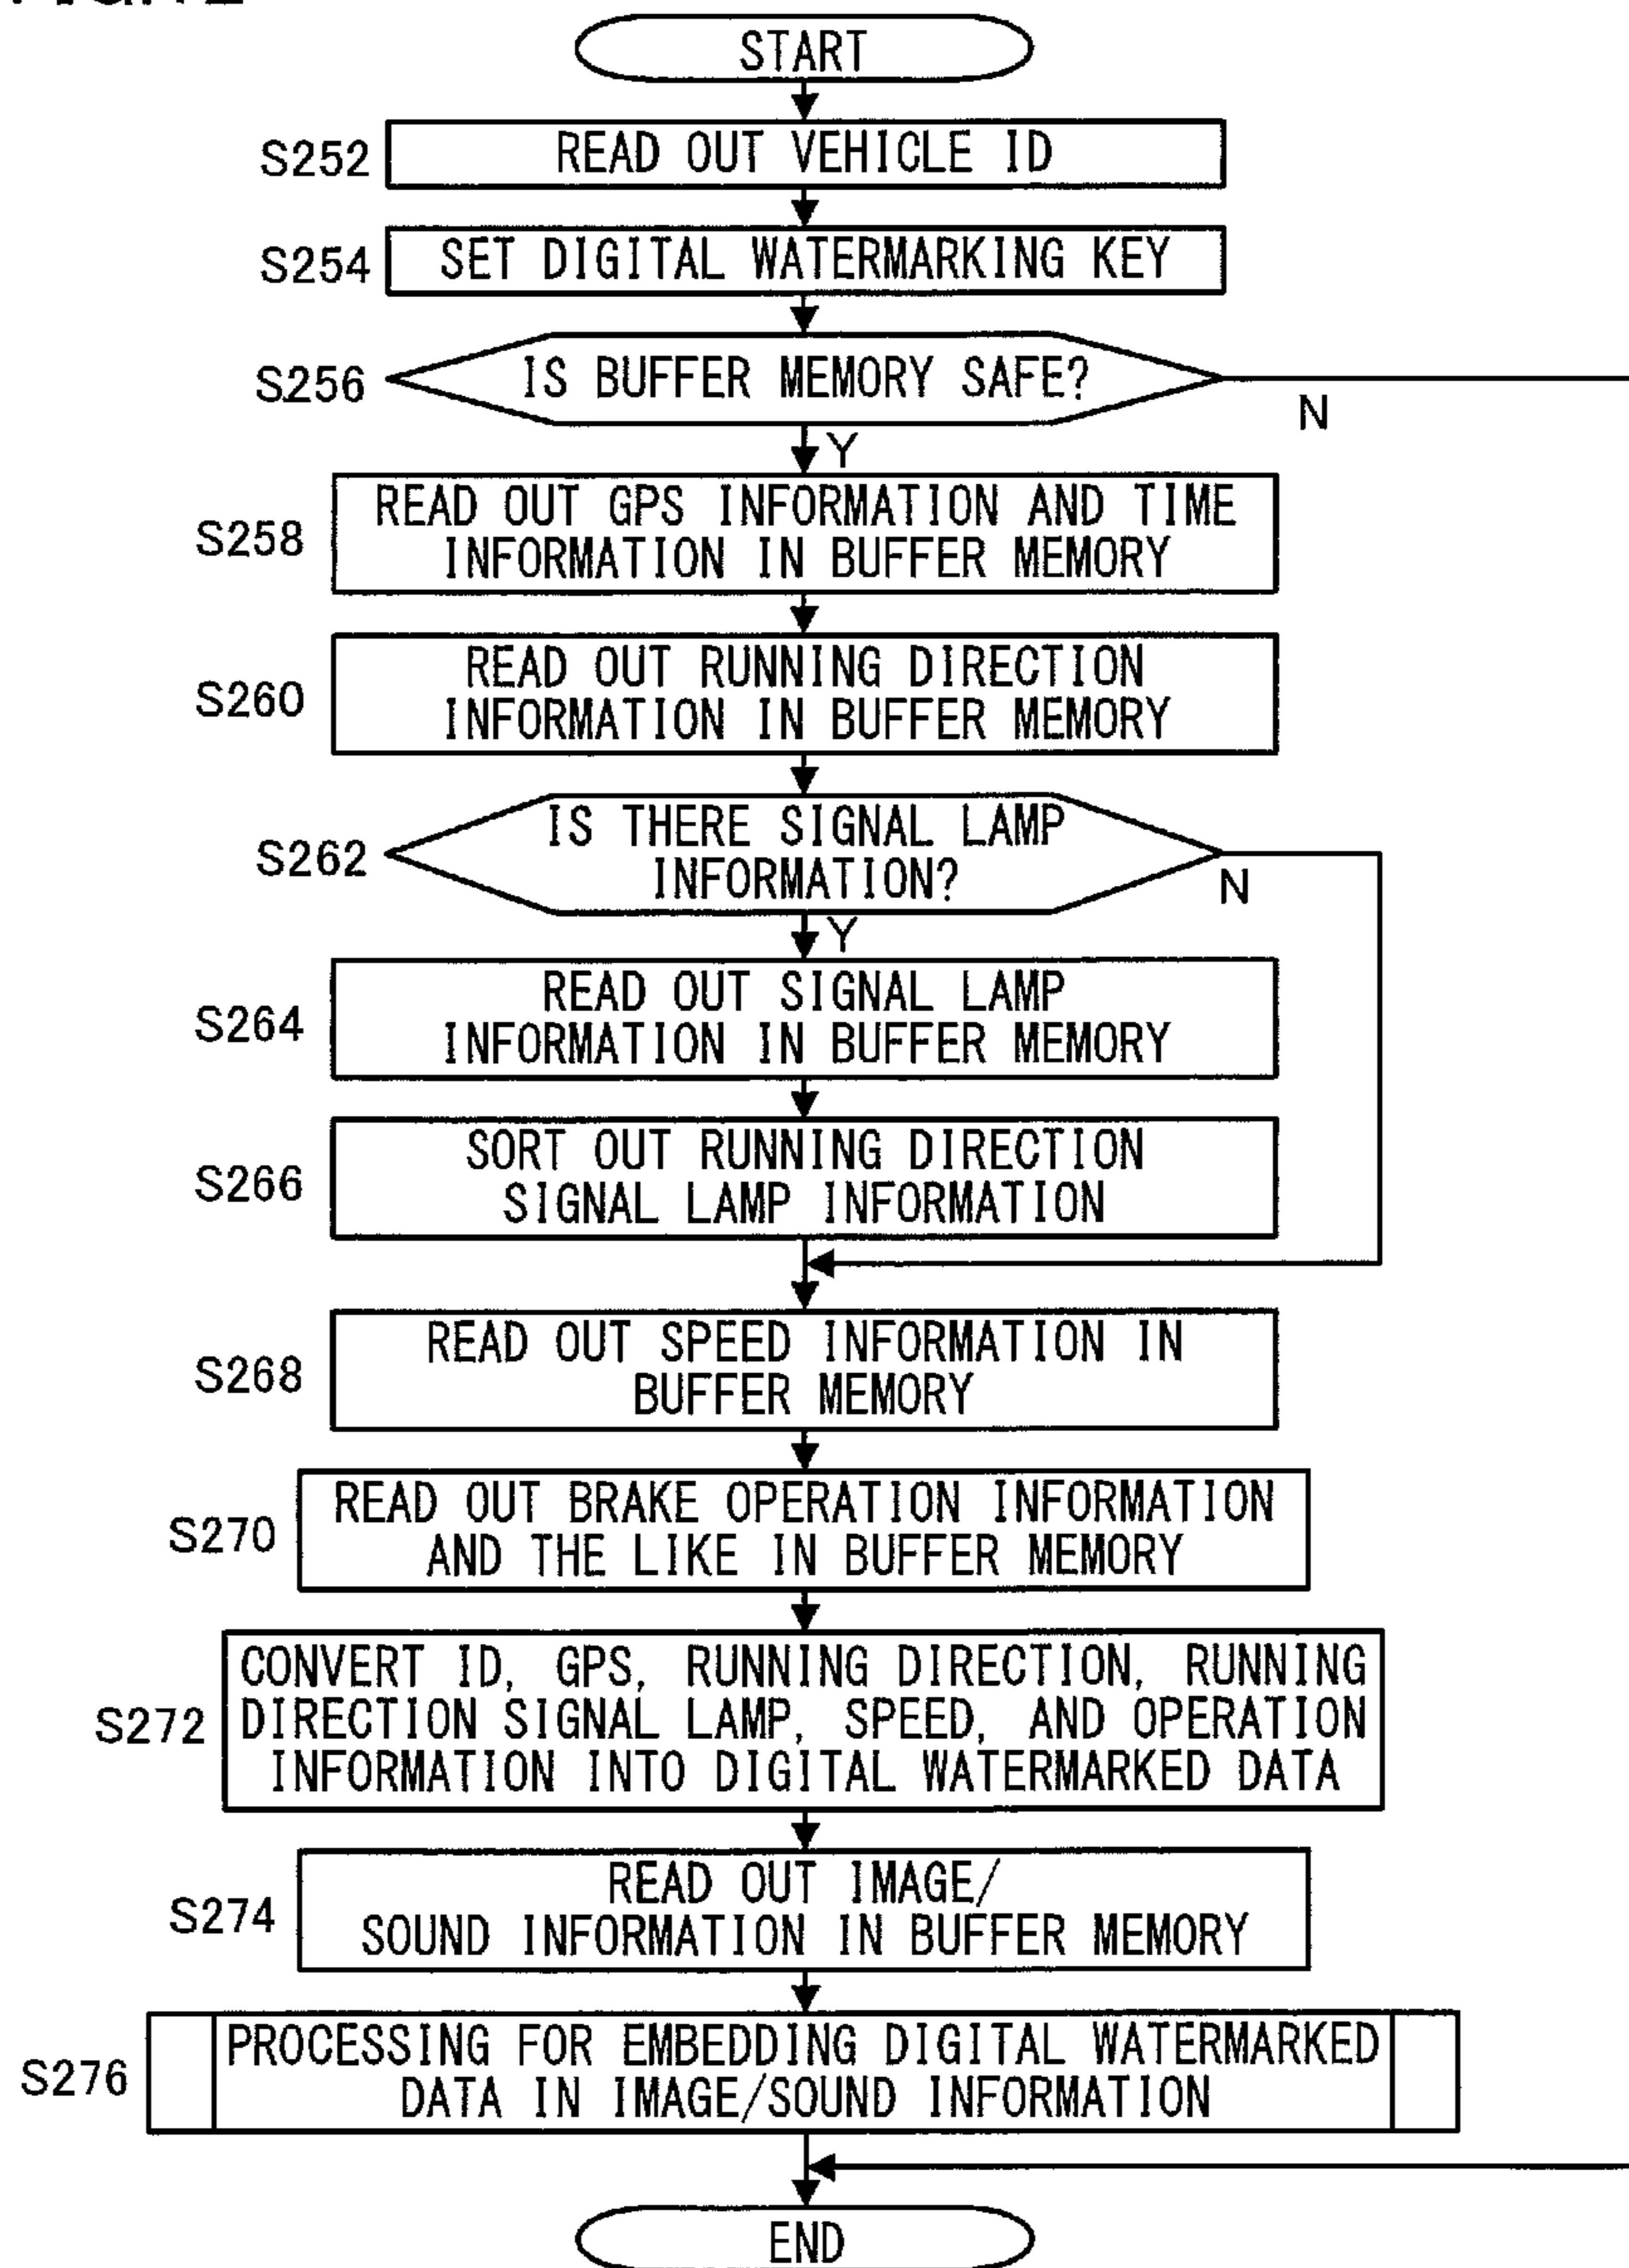 START
S252
READ OUT VEHICLE ID
S254
SET DIGITAL WATERMARKING KEY
S256
IS BUFFER MEMORY SAFE?
N
Y
S258
READ OUT GPS INFORMATION AND TIME
INFORMATION IN BUFFER MEMORY
S260
READ OUT RUNNING DIRECTION
INFORMATION IN BUFFER MEMORY
S262
IS THERE SIGNAL LAMP
INFORMATION?
N
Y
S264
READ OUT SIGNAL LAMP
INFORMATION IN BUFFER MEMORY
S266
SORT OUT RUNNING DIRECTION
SIGNAL LAMP INFORMATION
S268
READ OUT SPEED INFORMATION IN
BUFFER MEMORY
S270
READ OUT BRAKE OPERATION INFORMATION
AND THE LIKE IN BUFFER MEMORY
S272
CONVERT ID, GPS, RUNNING DIRECTION, RUNNING
DIRECTION SIGNAL LAMP, SPEED, AND OPERATION
INFORMATION INTO DIGITAL WATERMARKED DATA
S274
READ OUT IMAGE/
SOUND INFORMATION IN BUFFER MEMORY
S276
PROCESSING FOR EMBEDDING DIGITAL WATERMARKED
DATA IN IMAGE/SOUND INFORMATION
END